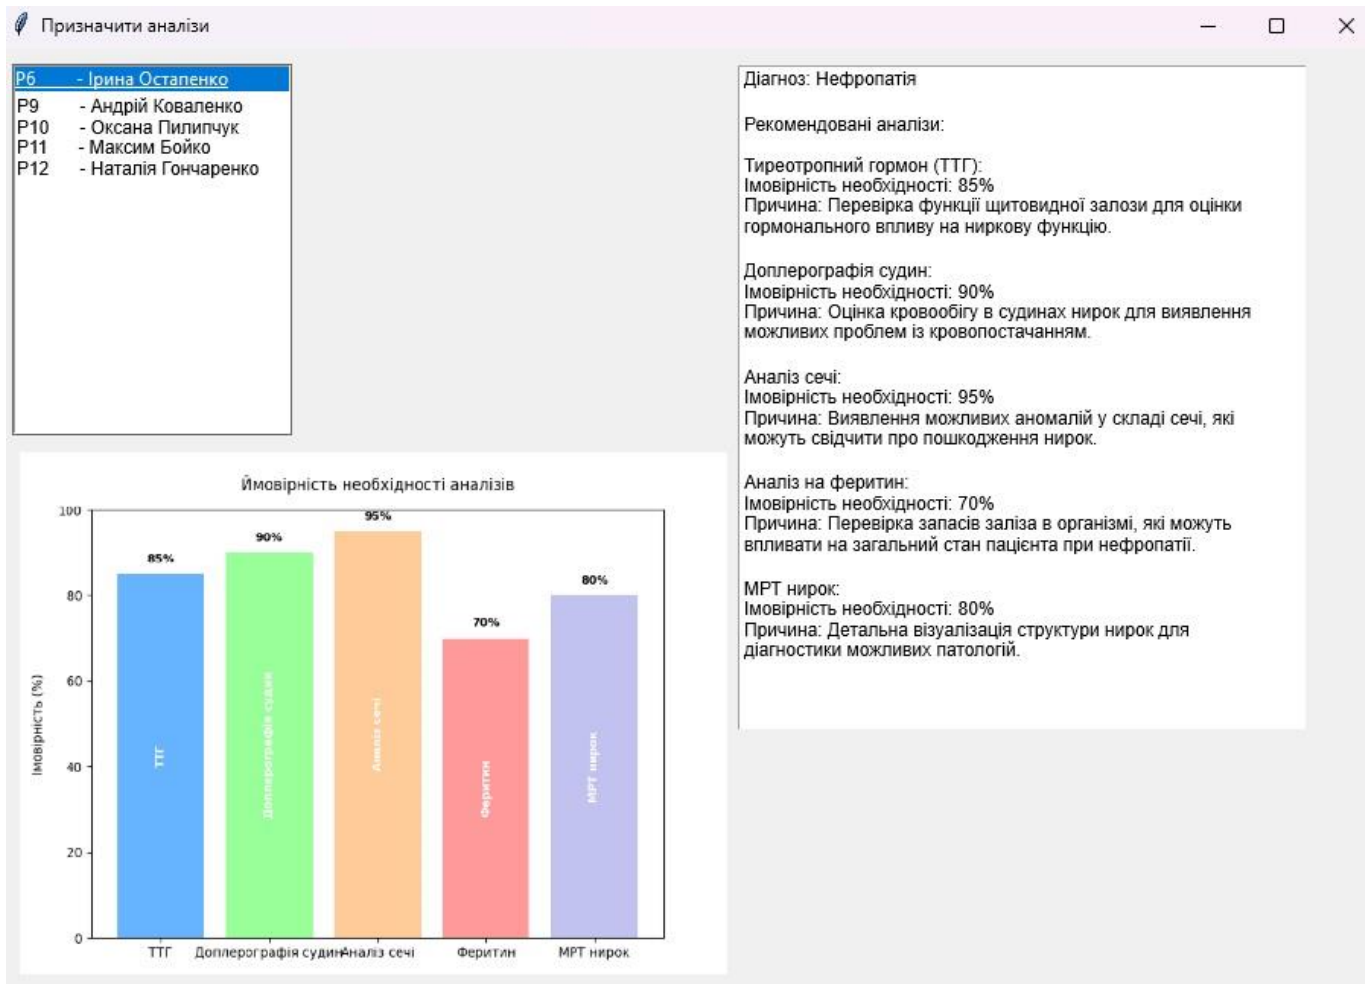 Призначити аналізи
P6 - Ірина Остапенко
P9 - Андрій Коваленко
P10 - Оксана Пилипчук
P11 - Максим Бойко
P12 - Наталія Гончаренко
Діагноз: Нефропатія
Рекомендовані аналізи:
Тиреотропний гормон (ТТГ):
Імовірність необхідності: 85%
Причина: Перевірка функції щитовидної залози для оцінки
гормонального впливу на ниркову функцію.
Доплерографія судин:
Імовірність необхідності: 90%
Причина: Оцінка кровообігу в судинах нирок для виявлення
можливих проблем із кровопостачанням.
Аналіз сечі:
Імовірність необхідності: 95%
Причина: Виявлення можливих аномалій у складі сечі, які
можуть свідчити про пошкодження нирок.
Аналіз на феритин:
Імовірність необхідності: 70%
Причина: Перевірка запасів заліза в організмі, які можуть
впливати на загальний стан пацієнта при нефропатії.
МРТ нирок:
Імовірність необхідності: 80%
Причина: Детальна візуалізація структури нирок для
діагностики можливих патологій.
Ймовірність необхідності аналізів
Імовірність (%)
100
80
60
40
20
0
85%
90%
95%
70%
80%
ТТГ
Доплерографія судин
Аналіз сечі
Феритин
МРТ нирок
ТТГ
Доплерографія судин
Аналіз сечі
Феритин
МРТ нирок